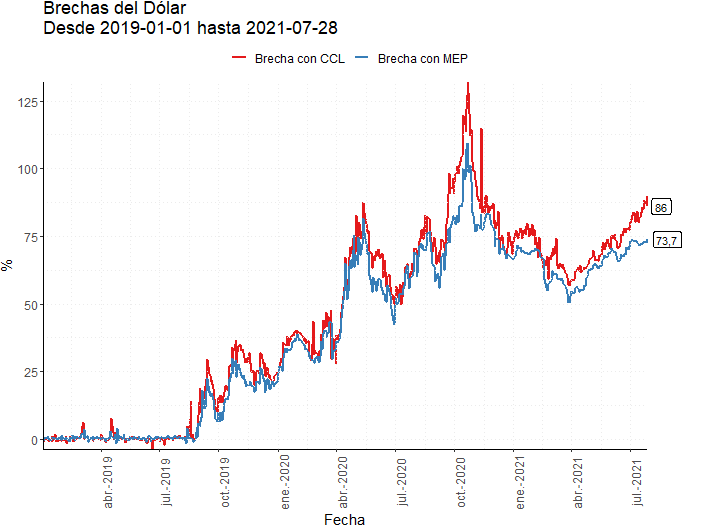 Brechas del Dólar
Desde 2019-01-01 hasta 2021-07-28
Brecha con CCL
Brecha con MEP
%
125
100
75
50
25
0
86
73,7
abr.-2019
jul.-2019
oct.-2019
ene.-2020
abr.-2020
jul.-2020
oct.-2020
ene.-2021
abr.-2021
jul.-2021
Fecha